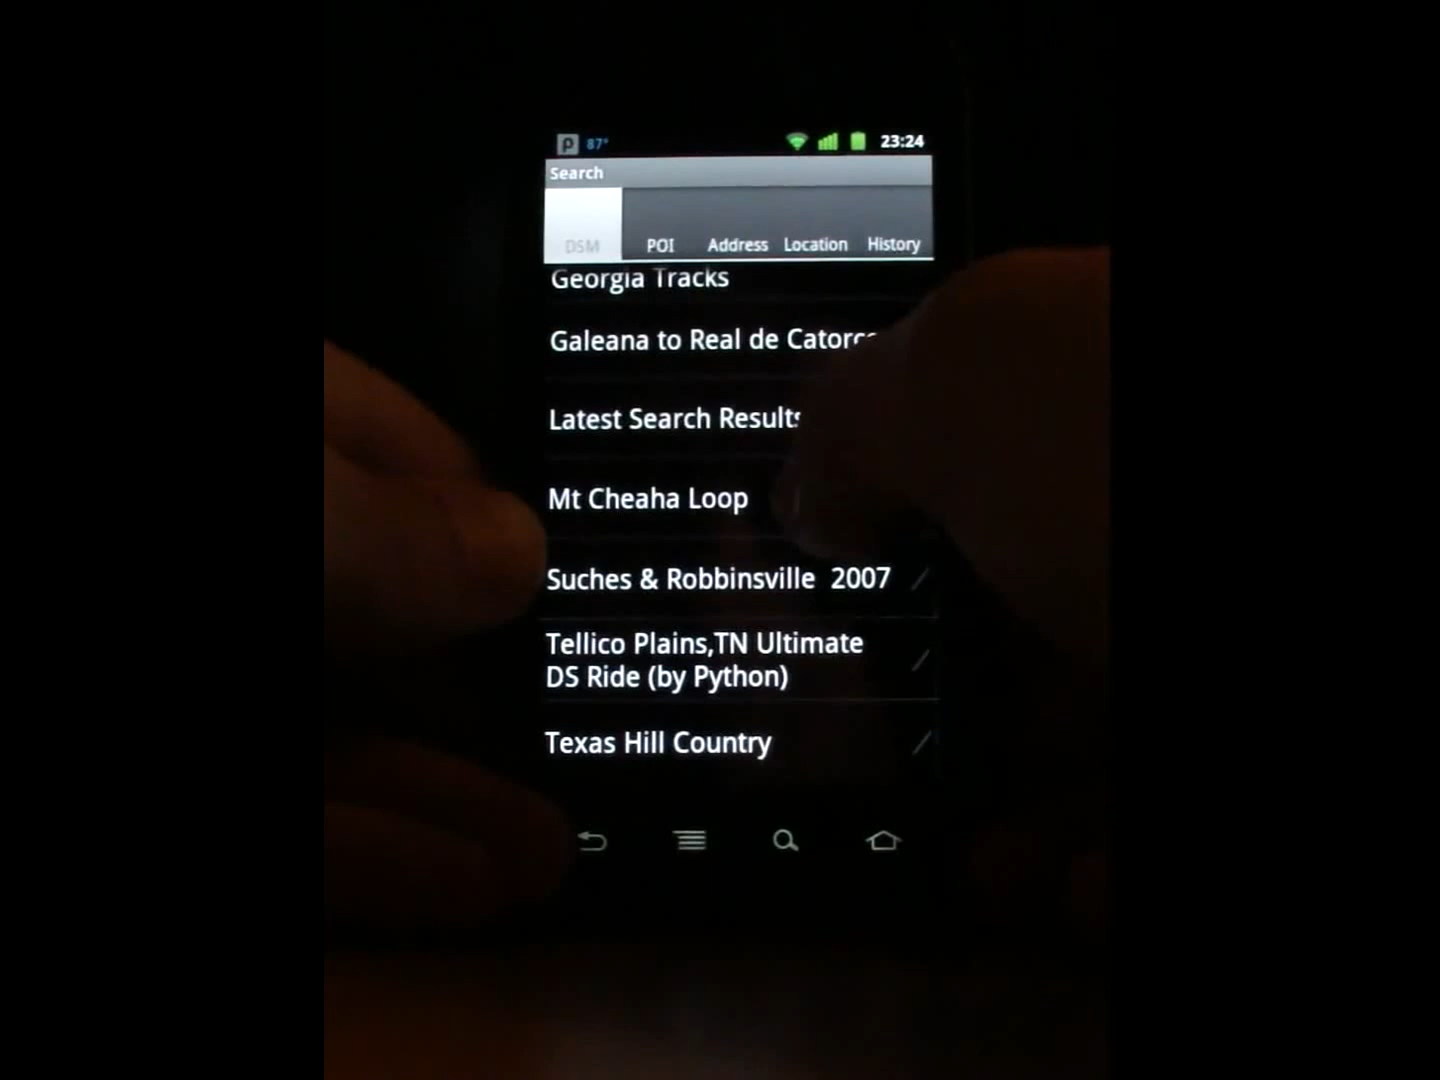 87°
23:24
Search
DSM POI Address Location History
Georgia Tracks
Galeana to Real de
Latest Search Results
Mt Cheaha Loop
Suches & Robbinsville 2007
Tellico Plains,TN Ultimate
DS Ride (by Python)
Texas Hill Country